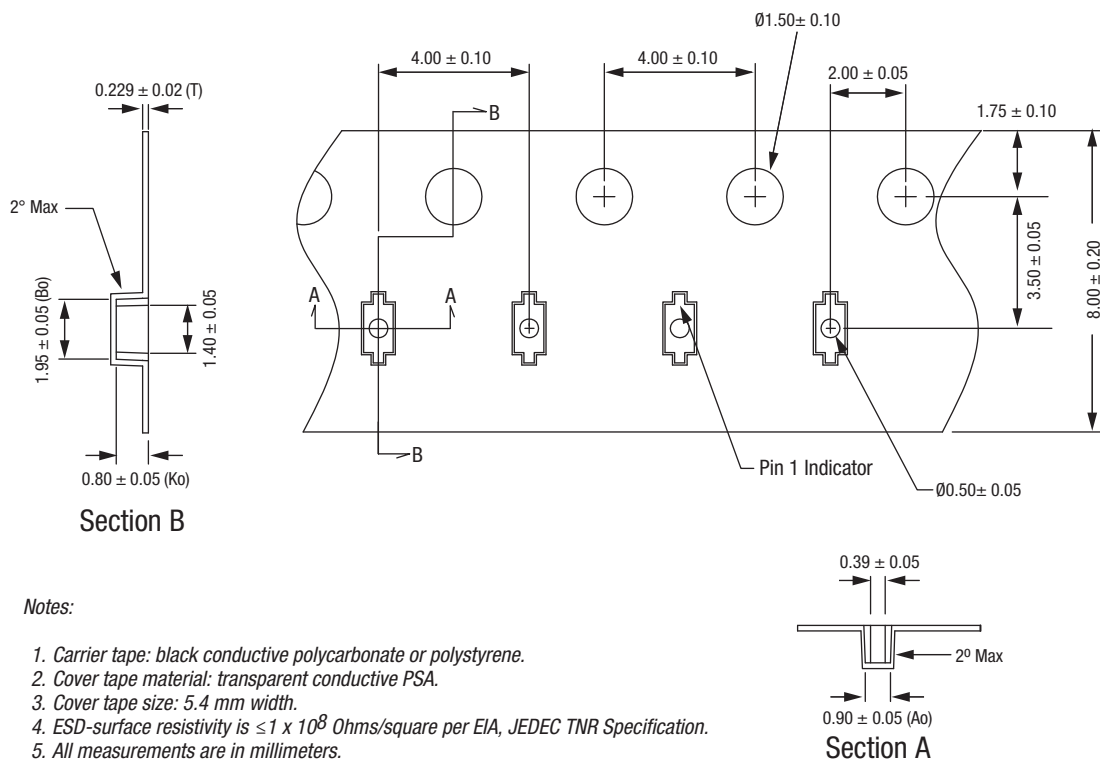 Ø1.50± 0.10
4.00 ± 0.10
4.00 ± 0.10
2.00 ± 0.05
0.229 ± 0.02 (T)
1.75 ± 0.10
B
2° Max
3.50 ± 0.05
8.00 ± 0.20
A
A
1.95 ± 0.05 (Bo)
1.40 ± 0.05
B
Pin 1 Indicator
0.80 ± 0.05 (Ko)
Ø0.50± 0.05
Section B
0.39 ± 0.05
Notes:
1. Carrier tape: black conductive polycarbonate or polystyrene.
2. Cover tape material: transparent conductive PSA.
3. Cover tape size: 5.4 mm width.
4. ESD-surface resistivity is ≤1 x 10⁸ Ohms/square per EIA, JEDEC TNR Specification.
5. All measurements are in millimeters.
2º Max
0.90 ± 0.05 (Ao)
Section A